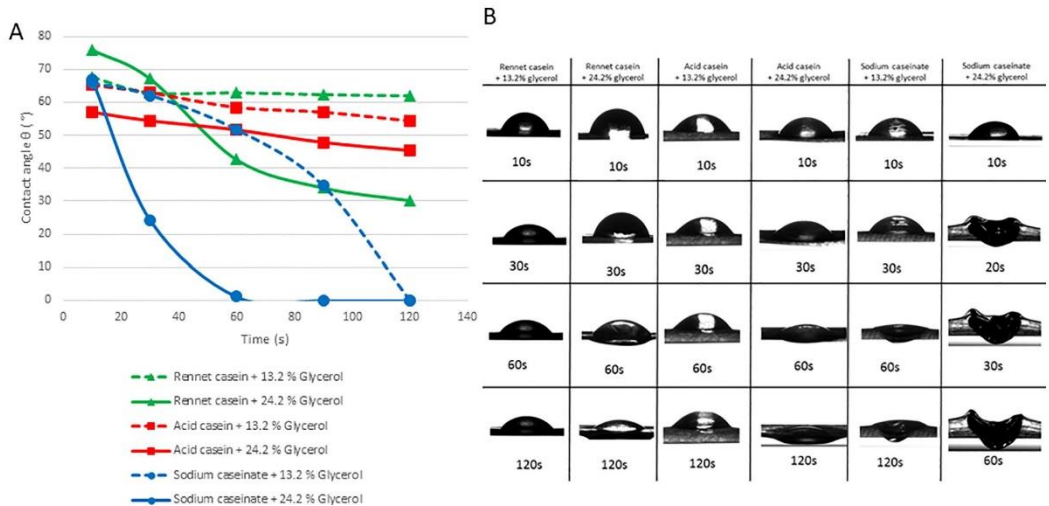 A
Contact angle θ (°)
80
70
60
50
40
30
20
10
0
0 20 40 60 80 100 120 140
Time (s)
Rennet casein + 13.2 % Glycerol
Rennet casein + 24.2 % Glycerol
Acid casein + 13.2 % Glycerol
Acid casein + 24.2 % Glycerol
Sodium caseinate + 13.2 % Glycerol
Sodium caseinate + 24.2 % Glycerol
B
Rennet casein Rennet casein Acid casein Acid casein Sodium caseinate Sodium caseinate
+ 13.2% glycerol + 24.2% glycerol + 13.2% glycerol + 24.2% glycerol + 13.2% glycerol + 24.2% glycerol
10s 10s 10s 10s 10s 10s
30s 30s 30s 30s 30s 20s
60s 60s 60s 60s 60s 30s
120s 120s 120s 120s 120s 60s